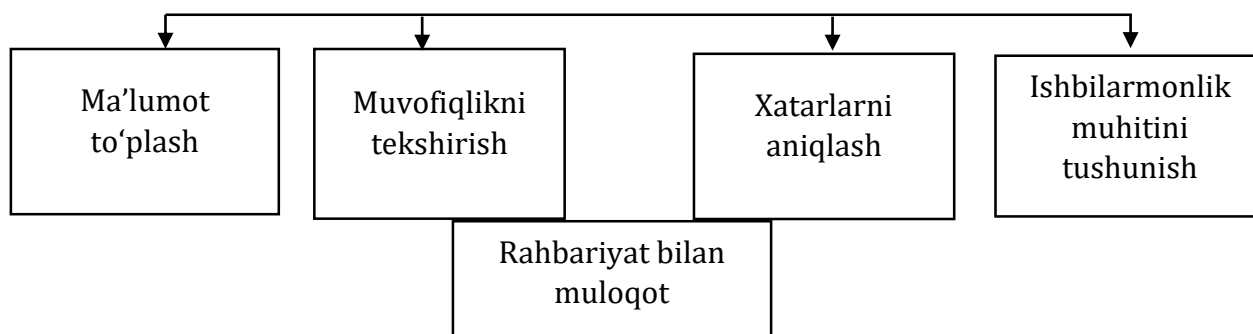 Ma’lumot
to‘plash
Muvofiqlikni
tekshirish
Xatarlarni
aniqlash
Ishbilarmonlik
muhitini
tushunish
Rahbariyat bilan
muloqot